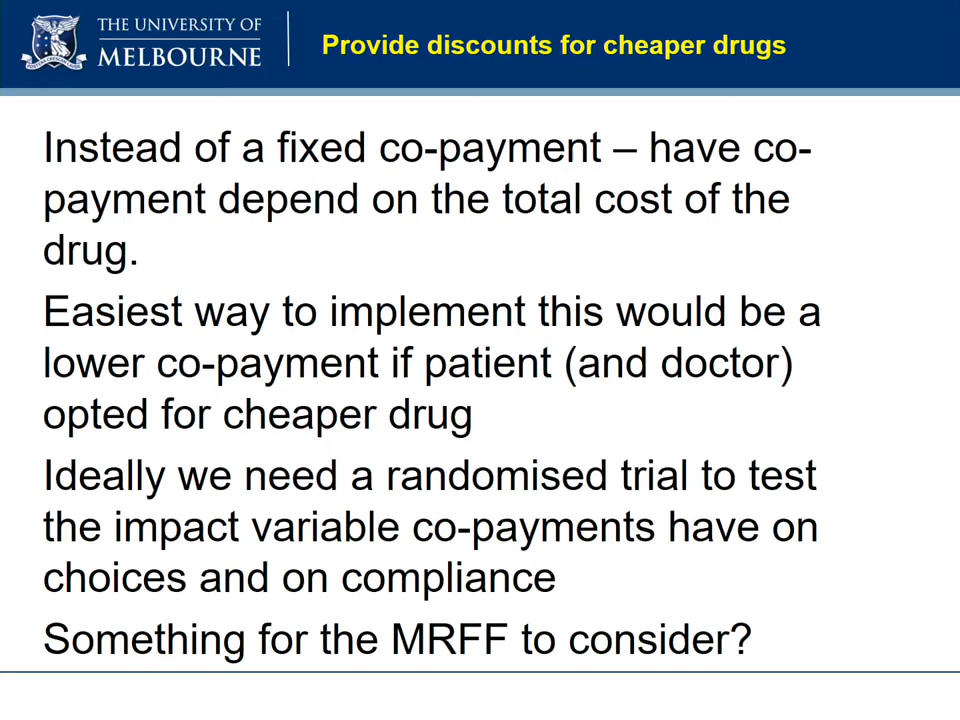 THE UNIVERSITY OF
MELBOURNE
Provide discounts for cheaper drugs
Instead of a fixed co-payment – have co-
payment depend on the total cost of the
drug.
Easiest way to implement this would be a
lower co-payment if patient (and doctor)
opted for cheaper drug
Ideally we need a randomised trial to test
the impact variable co-payments have on
choices and on compliance
Something for the MRFF to consider?